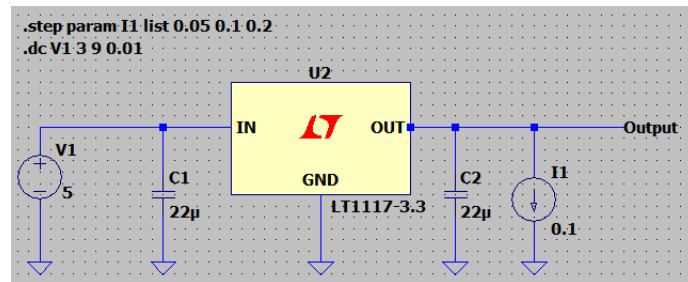 .step param I1 list 0.05 0.1 0.2
.dc V1 3 9 0.01
U2
IN
OUT
Output
V1
5
C1
22µ
GND
LT1117-3.3
C2
22µ
I1
0.1